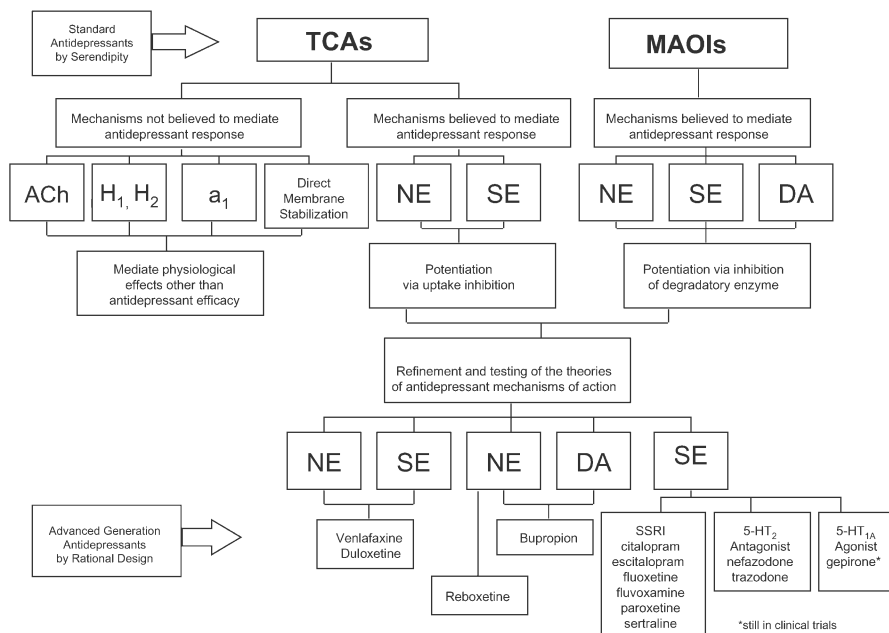 Standard
Antidepressants
by Serendipity
TCAs
MAOIs
Mechanisms not believed to mediate
antidepressant response
Mechanisms believed to mediate
antidepressant response
Mechanisms believed to mediate
antidepressant response
ACh
H₁, H₂
a₁
Direct
Membrane
Stabilization
NE
SE
NE
SE
DA
Mediate physiological
effects other than
antidepressant efficacy
Potentiation
via uptake inhibition
Potentiation via inhibition
of degradatory enzyme
Refinement and testing of the theories
of antidepressant mechanisms of action
NE
SE
NE
DA
SE
Advanced Generation
Antidepressants
by Rational Design
Venlafaxine
Duloxetine
Bupropion
Reboxetine
SSRI
citalopram
escitalopram
fluoxetine
fluvoxamine
paroxetine
sertraline
5-HT₂
Antagonist
nefazodone
trazodone
5-HT₁A
Agonist
gepirone*
*still in clinical trials